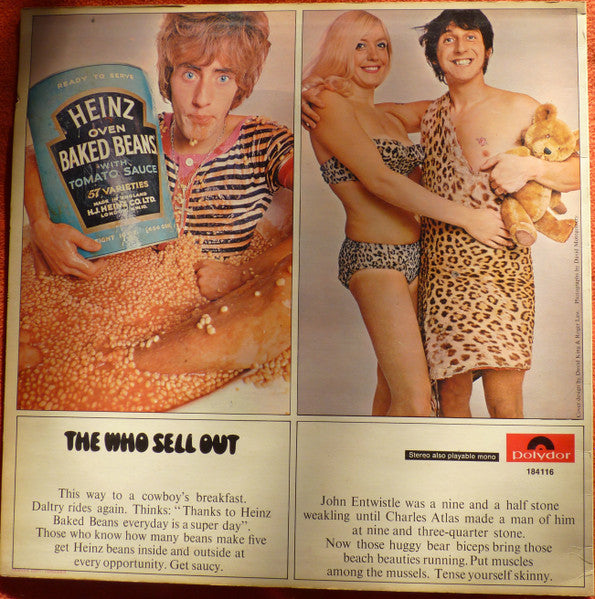 READY TO SERVE
HEINZ
OVEN
BAKED BEANS
WITH
TOMATO SAUCE
57 VARIETIES
MADE IN ENGLAND
H.J. HEINZ CO. LTD.
LONDON
THE WHO SELL OUT
This way to a cowboy's breakfast.
Daltry rides again. Thinks: "Thanks to Heinz
Baked Beans everyday is a super day".
Those who know how many beans make five
get Heinz beans inside and outside at
every opportunity. Get saucy.
Cover design by David King & Roger Law. Photographs by David Montgomery
Stereo also playable mono
polydor
184116
John Entwistle was a nine and a half stone
weakling until Charles Atlas made a man of him
at nine and three-quarter stone.
Now those huggy bear biceps bring those
beach beauties running. Put muscles
among the mussels. Tense yourself skinny.